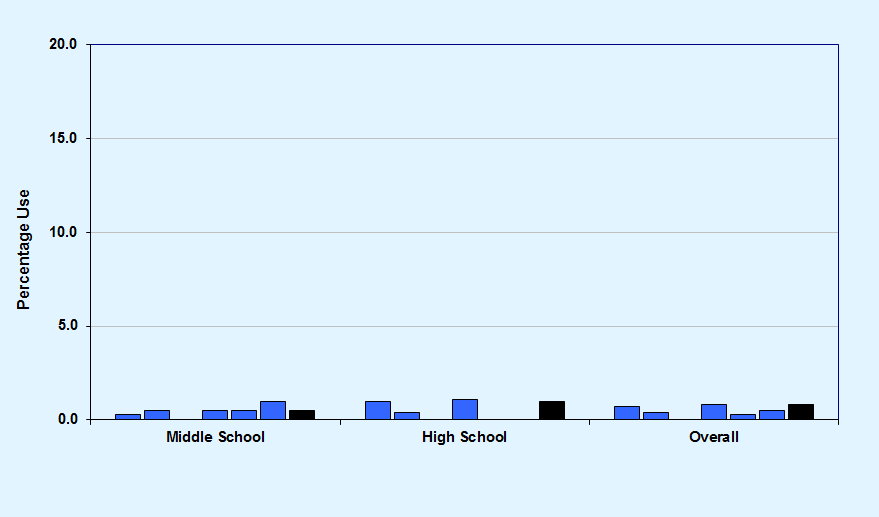 20.0
15.0
10.0
5.0
0.0
Percentage Use
Middle School
High School
Overall